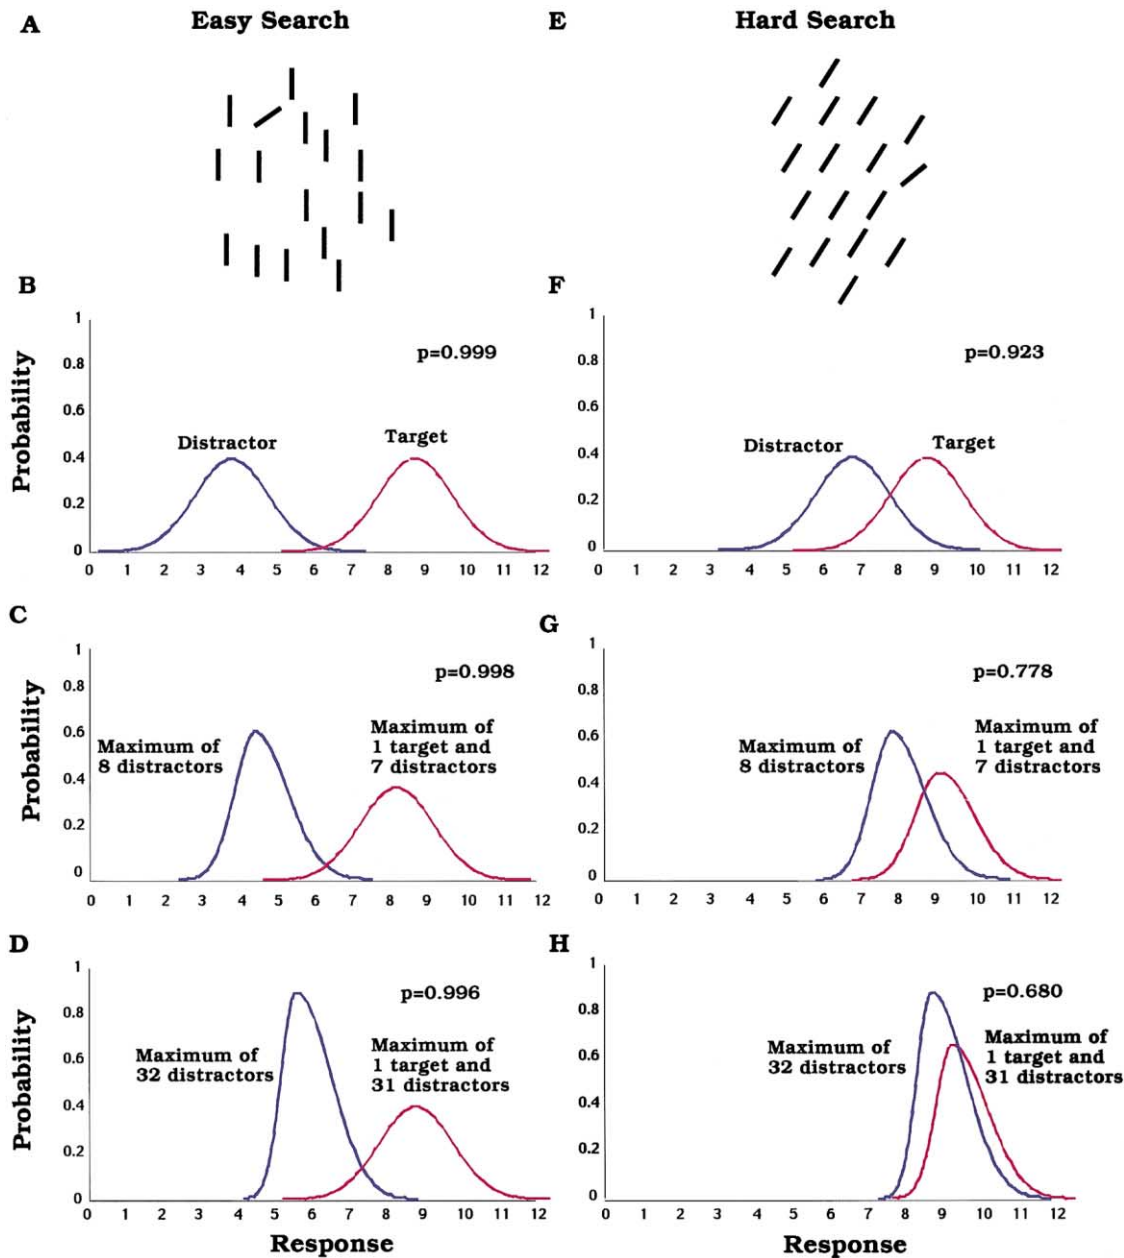 A
Easy Search
E
Hard Search
B
Probability
1
0.8
0.6
0.4
0.2
0
p=0.999
Distractor
Target
0 1 2 3 4 5 6 7 8 9 10 11 12
F
1
0.8
0.6
0.4
0.2
0
p=0.923
Distractor
Target
0 1 2 3 4 5 6 7 8 9 10 11 12
C
Probability
1
0.8
0.6
0.4
0.2
0
p=0.998
Maximum of
8 distractors
Maximum of
1 target and
7 distractors
0 1 2 3 4 5 6 7 8 9 10 11 12
G
1
0.8
0.6
0.4
0.2
0
p=0.778
Maximum of
8 distractors
Maximum of
1 target and
7 distractors
0 1 2 3 4 5 6 7 8 9 10 11 12
D
Probability
1
0.8
0.6
0.4
0.2
0
p=0.996
Maximum of
32 distractors
Maximum of
1 target and
31 distractors
0 1 2 3 4 5 6 7 8 9 10 11 12
Response
H
1
0.8
0.6
0.4
0.2
0
p=0.680
Maximum of
32 distractors
Maximum of
1 target and
31 distractors
0 1 2 3 4 5 6 7 8 9 10 11 12
Response